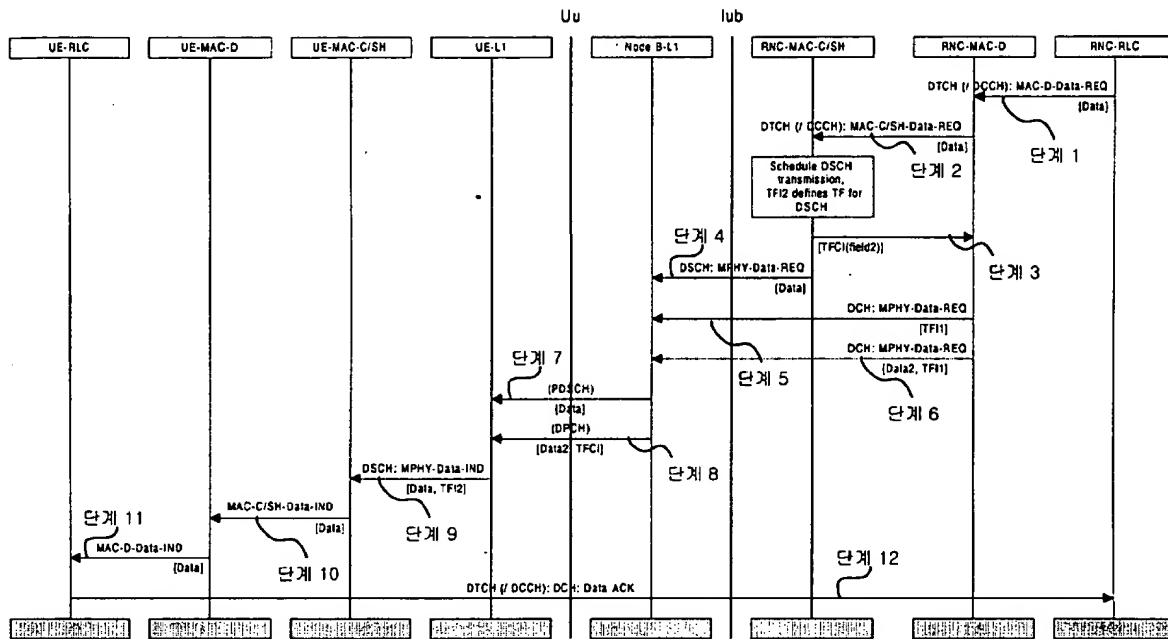 Uu
Iub
UE-RLC
UE-MAC-D
UE-MAC-C/SH
UE-L1
Node B-L1
RNC-MAC-C/SH
RNC-MAC-D
RNC-RLC
DTCH (/ DCCH): MAC-D-Data-REQ
[Data]
단계 1
DTCH (/ DCCH): MAC-C/SH-Data-REQ
[Data]
단계 2
Schedule DSCH
transmission,
TFI2 defines TF for
DSCH
[TFCI(field2)]
단계 3
단계 4
DSCH: MPHY-Data-REQ
[Data]
DCH: MPHY-Data-REQ
[TFI1]
단계 5
DCH: MPHY-Data-REQ
[Data2, TFI1]
단계 6
단계 7
(PDSCH)
[Data]
(DPCH)
[Data2, TFCI]
단계 8
DSCH: MPHY-Data-IND
[Data, TFI2]
단계 9
MAC-C/SH-Data-IND
[Data]
단계 10
단계 11
MAC-D-Data-IND
[Data]
단계 12
DTCH (/ DCCH): DCH: Data ACK